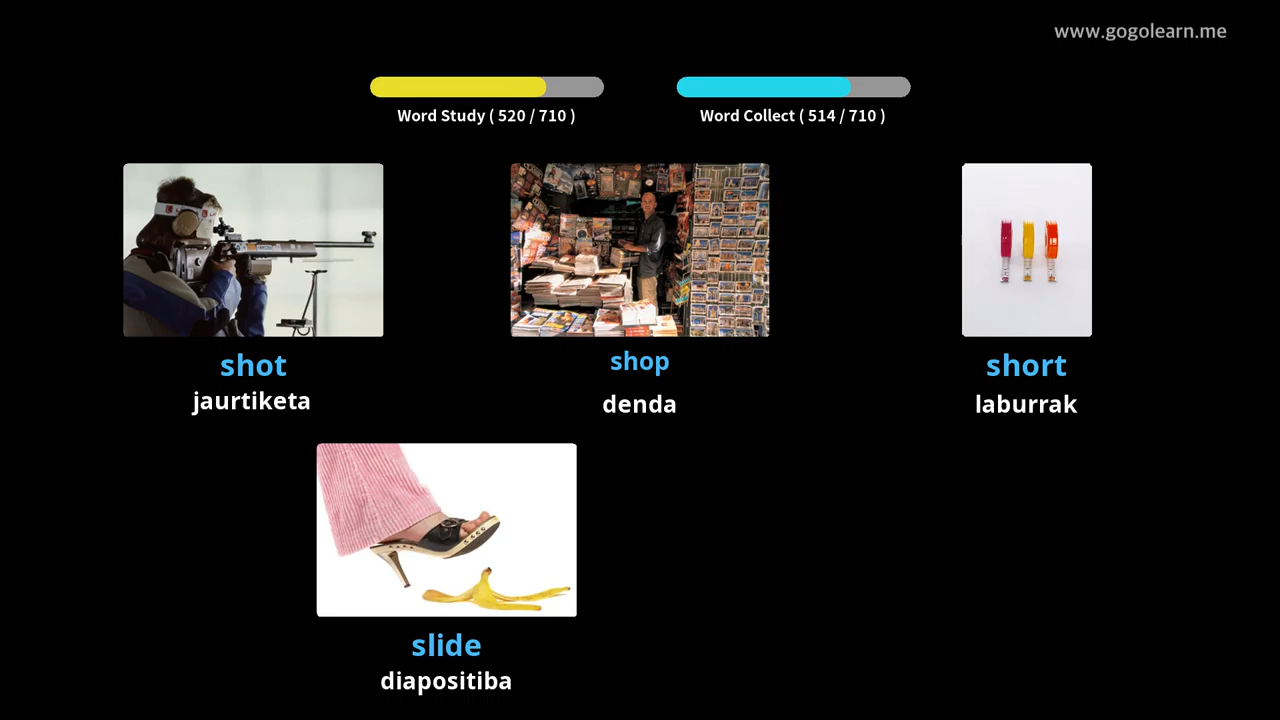 www.gogolearn.me
Word Study ( 520 / 710 )
Word Collect ( 514 / 710 )
shot
jaurtiketa
shop
denda
short
laburrak
slide
diapositiba